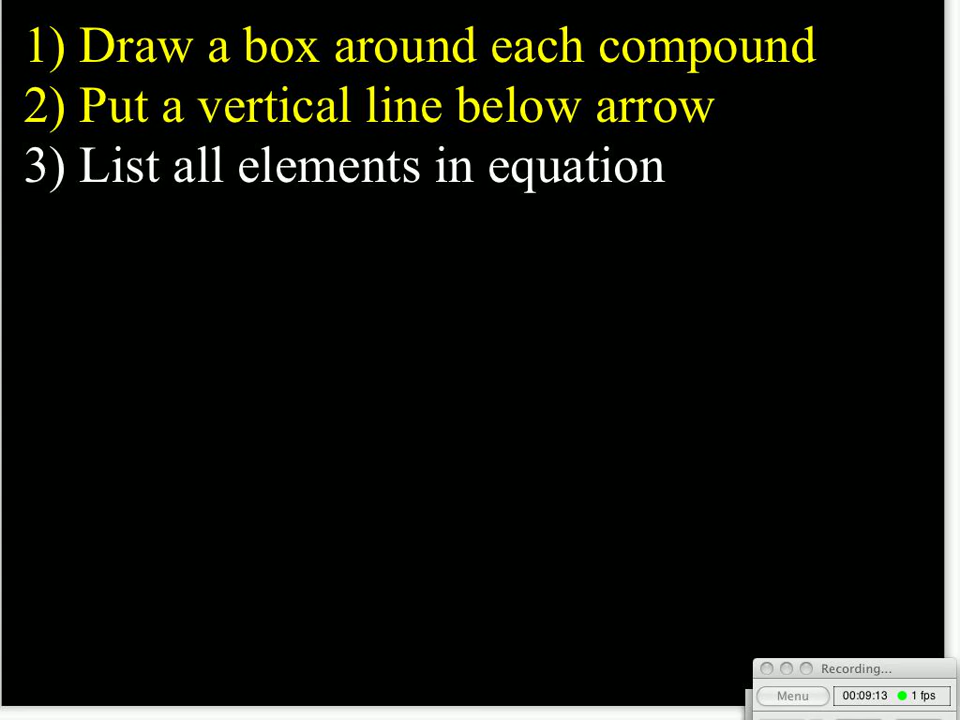 1) Draw a box around each compound
2) Put a vertical line below arrow
3) List all elements in equation
Recording...
Menu
00:09:13
1 fps